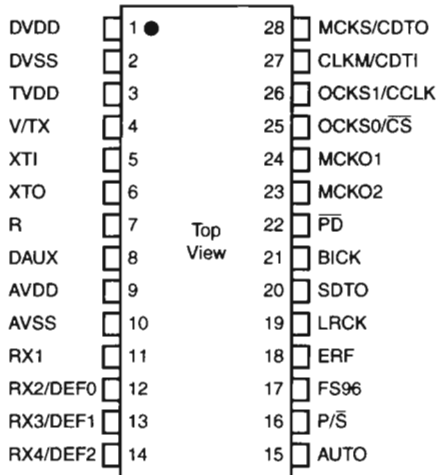 DVDD 1 28 MCKS/CDTO
DVSS 2 27 CLKM/CDTI
TVDD 3 26 OCKS1/CCLK
V/TX 4 25 OCKS0/C̅S̅
XTI 5 24 MCKO1
XTO 6 23 MCKO2
R 7 22 P̅D̅
Top
DAUX 8 21 BICK
View
AVDD 9 20 SDTO
AVSS 10 19 LRCK
RX1 11 18 ERF
RX2/DEF0 12 17 FS96
RX3/DEF1 13 16 P/S̅
RX4/DEF2 14 15 AUTO